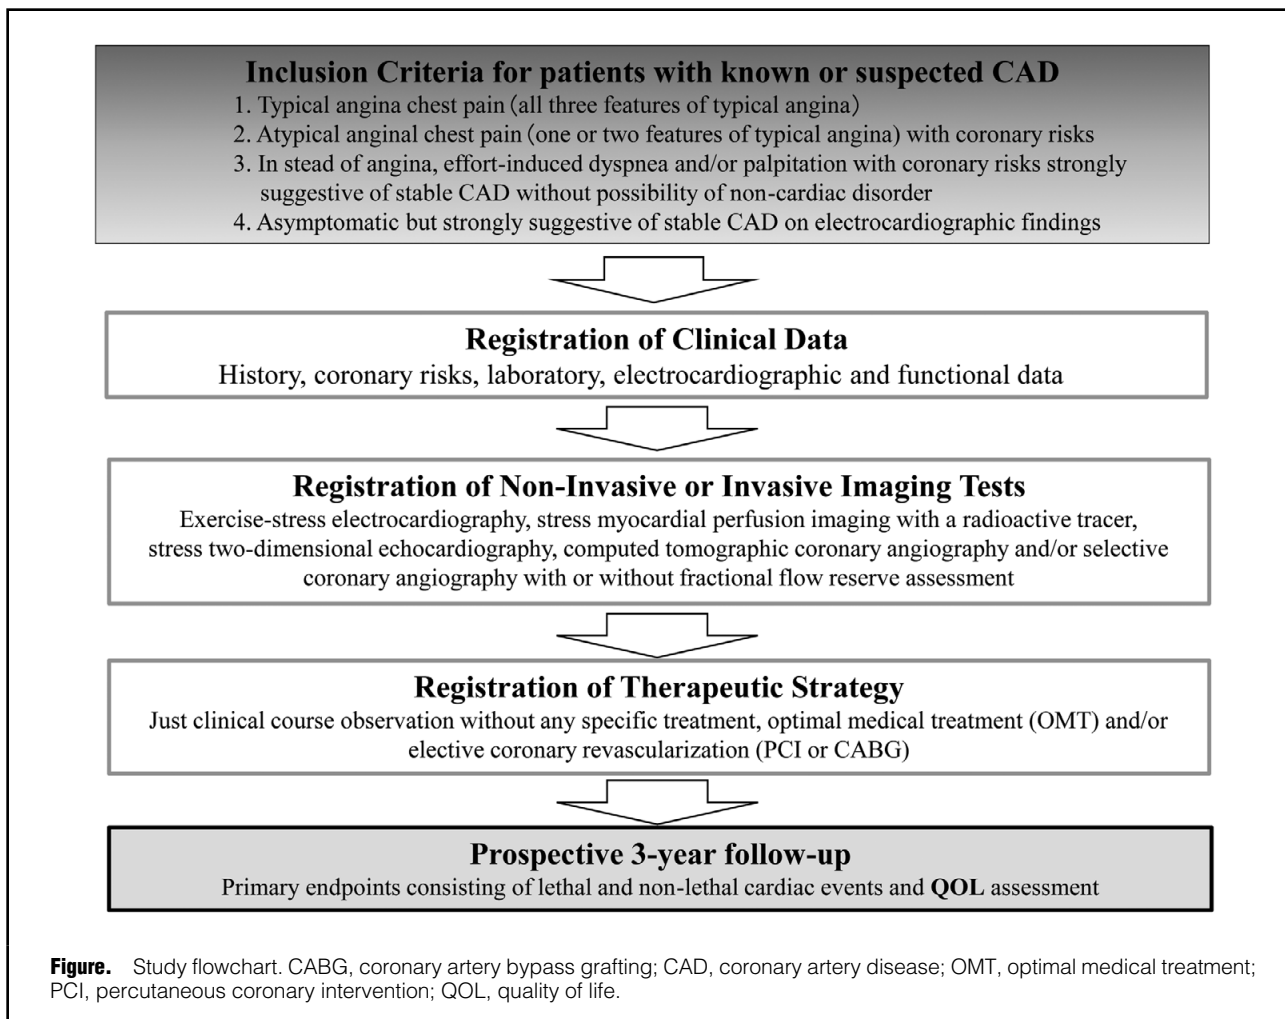 Inclusion Criteria for patients with known or suspected CAD
1. Typical angina chest pain (all three features of typical angina)
2. Atypical anginal chest pain (one or two features of typical angina) with coronary risks
3. In stead of angina, effort-induced dyspnea and/or palpitation with coronary risks strongly
suggestive of stable CAD without possibility of non-cardiac disorder
4. Asymptomatic but strongly suggestive of stable CAD on electrocardiographic findings
Registration of Clinical Data
History, coronary risks, laboratory, electrocardiographic and functional data
Registration of Non-Invasive or Invasive Imaging Tests
Exercise-stress electrocardiography, stress myocardial perfusion imaging with a radioactive tracer,
stress two-dimensional echocardiography, computed tomographic coronary angiography and/or selective
coronary angiography with or without fractional flow reserve assessment
Registration of Therapeutic Strategy
Just clinical course observation without any specific treatment, optimal medical treatment (OMT) and/or
elective coronary revascularization (PCI or CABG)
Prospective 3-year follow-up
Primary endpoints consisting of lethal and non-lethal cardiac events and QOL assessment
Figure. Study flowchart. CABG, coronary artery bypass grafting; CAD, coronary artery disease; OMT, optimal medical treatment;
PCI, percutaneous coronary intervention; QOL, quality of life.